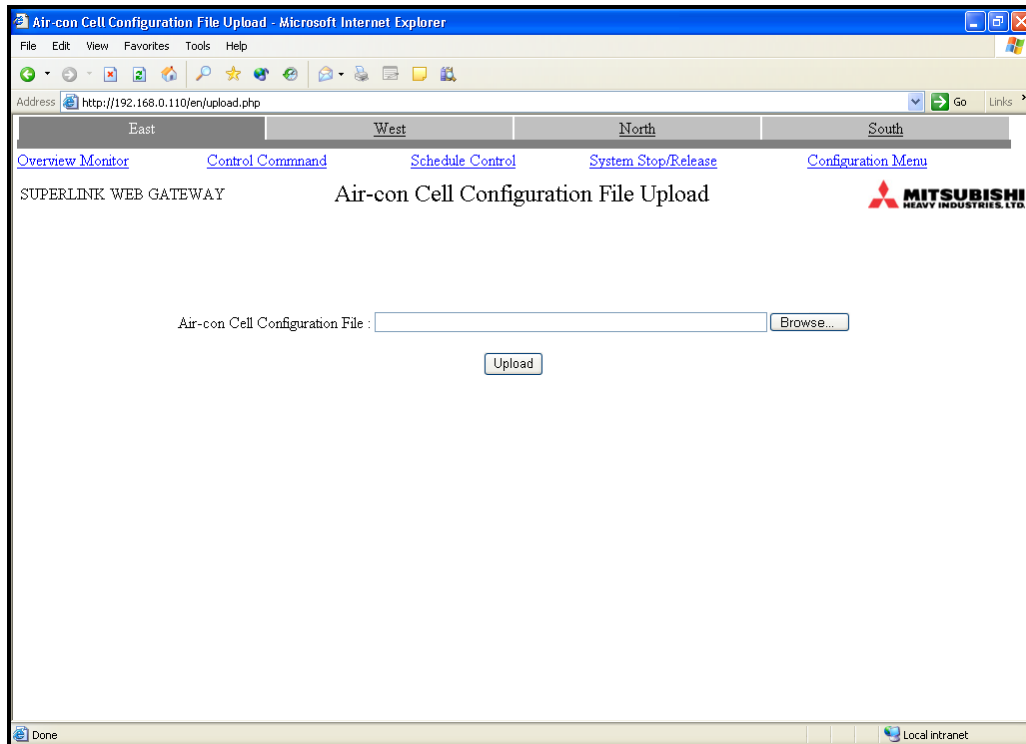 Air-con Cell Configuration File Upload - Microsoft Internet Explorer
File Edit View Favorites Tools Help
Address http://192.168.0.110/en/upload.php Go Links »
East West North South
Overview Monitor Control Commnand Schedule Control System Stop/Release Configuration Menu
SUPERLINK WEB GATEWAY Air-con Cell Configuration File Upload MITSUBISHI
HEAVY INDUSTRIES, LTD.
Air-con Cell Configuration File : Browse...
Upload
Done Local intranet